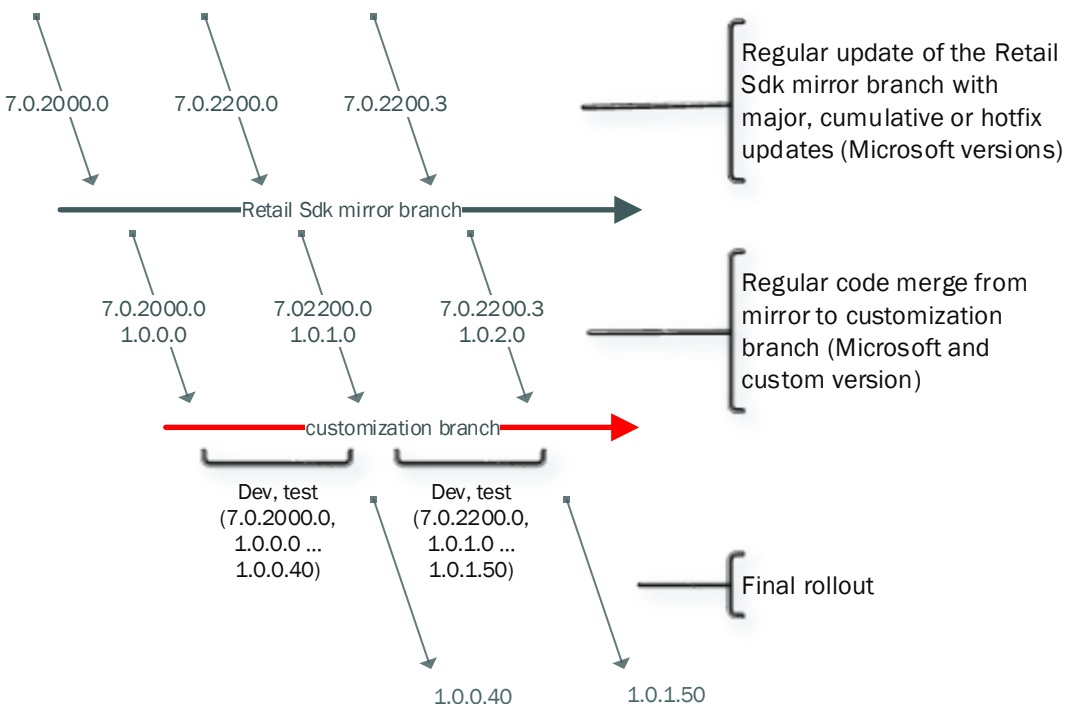 7.0.2000.0
7.0.2200.0
7.0.2200.3
Regular update of the Retail
Sdk mirror branch with
major, cumulative or hotfix
updates (Microsoft versions)
Retail Sdk mirror branch
7.0.2000.0
1.0.0.0
7.02200.0
1.0.1.0
7.0.2200.3
1.0.2.0
Regular code merge from
mirror to customization
branch (Microsoft and
custom version)
customization branch
Dev, test
(7.0.2000.0,
1.0.0.0 ...
1.0.0.40)
Dev, test
(7.0.2200.0,
1.0.1.0 ...
1.0.1.50)
Final rollout
1.0.0.40
1.0.1.50